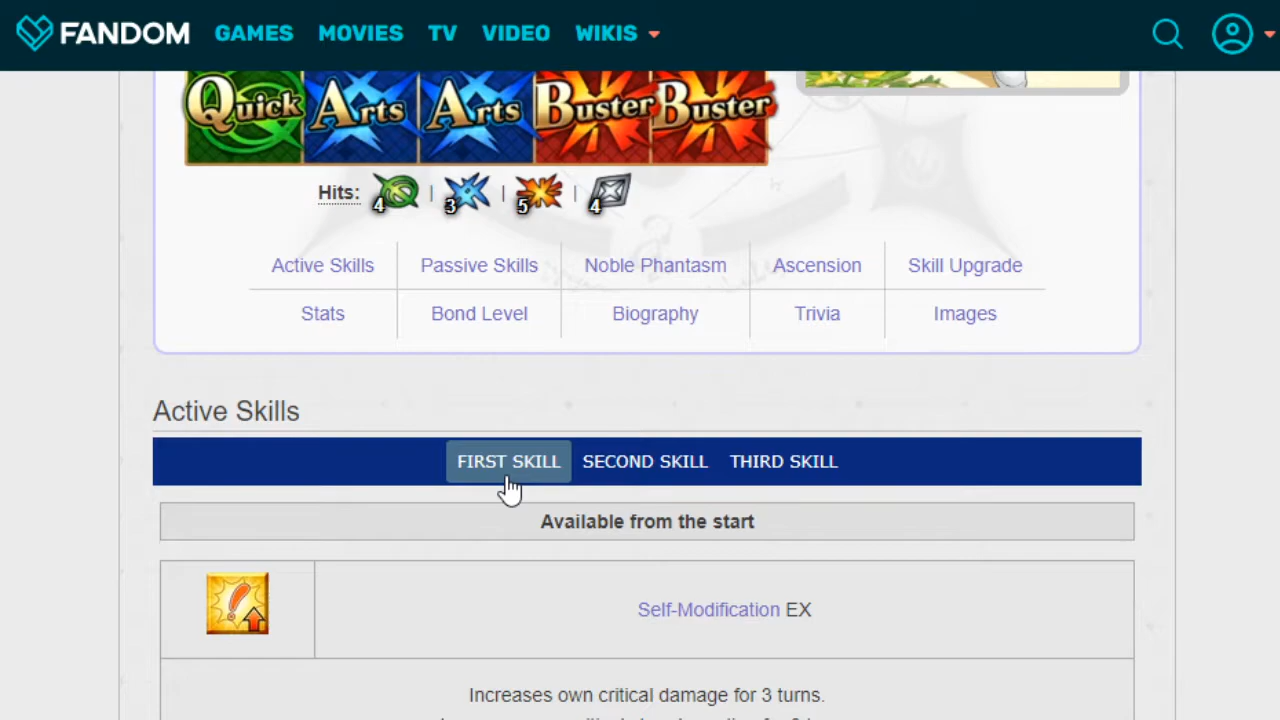 FANDOM GAMES MOVIES TV VIDEO WIKIS
Quick Arts Arts Buster Buster
Hits: 4 | 3 | 5 | 4
Active Skills Passive Skills Noble Phantasm Ascension Skill Upgrade
Stats Bond Level Biography Trivia Images
Active Skills
FIRST SKILL SECOND SKILL THIRD SKILL
Available from the start
Self-Modification EX
Increases own critical damage for 3 turns.